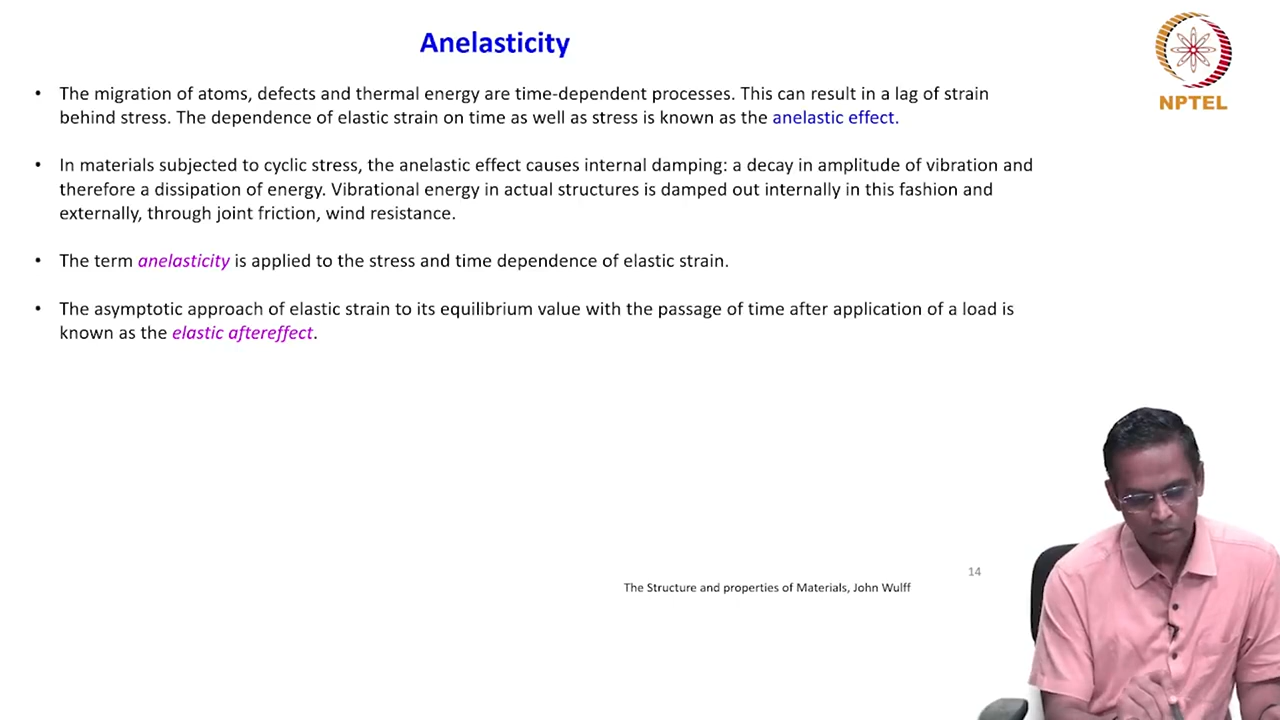 Anelasticity
NPTEL
• The migration of atoms, defects and thermal energy are time-dependent processes. This can result in a lag of strain
behind stress. The dependence of elastic strain on time as well as stress is known as the anelastic effect.
• In materials subjected to cyclic stress, the anelastic effect causes internal damping: a decay in amplitude of vibration and
therefore a dissipation of energy. Vibrational energy in actual structures is damped out internally in this fashion and
externally, through joint friction, wind resistance.
• The term anelasticity is applied to the stress and time dependence of elastic strain.
• The asymptotic approach of elastic strain to its equilibrium value with the passage of time after application of a load is
known as the elastic aftereffect.
14
The Structure and properties of Materials, John Wulff